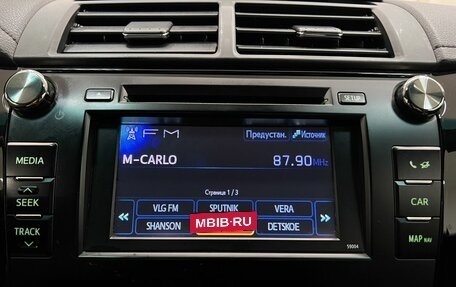 SETUP
FM
Предустан.
Источник
MEDIA
M-CARLO
87.90MHz
Страница 1 / 3
SEEK
CAR
VLG FM
SPUTNIK
VERA
TRACK
SHANSON
MBIB.RU
DETSKOE
MAP NAV
59004